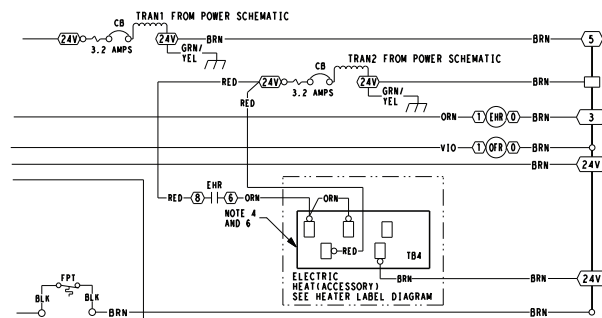 TRAN1 FROM POWER SCHEMATIC
CB
24V
3.2 AMPS
24V
BRN
BRN
5
GRN/
YEL
TRAN2 FROM POWER SCHEMATIC
CB
RED
24V
3.2 AMPS
24V
BRN
GRN/
YEL
RED
ORN
1
EHR
0
BRN
3
VIO
1
OFR
0
BRN
24V
RED
8
EHR
6
ORN
ORN
NOTE 4
AND 6
RED
TB4
ELECTRIC
HEAT(ACCESSORY)
SEE HEATER LABEL DIAGRAM
BRN
BRN
24V
FPT
BLK
BLK
BRN
BRN